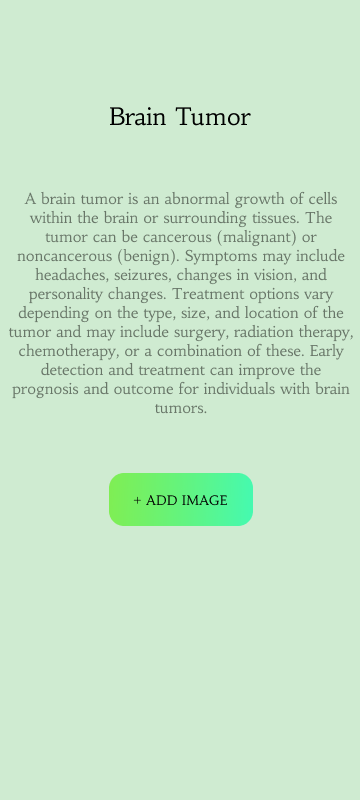 Brain Tumor
A brain tumor is an abnormal growth of cells
within the brain or surrounding tissues. The
tumor can be cancerous (malignant) or
noncancerous (benign). Symptoms may include
headaches, seizures, changes in vision, and
personality changes. Treatment options vary
depending on the type, size, and location of the
tumor and may include surgery, radiation therapy,
chemotherapy, or a combination of these. Early
detection and treatment can improve the
prognosis and outcome for individuals with brain
tumors.
+ ADD IMAGE